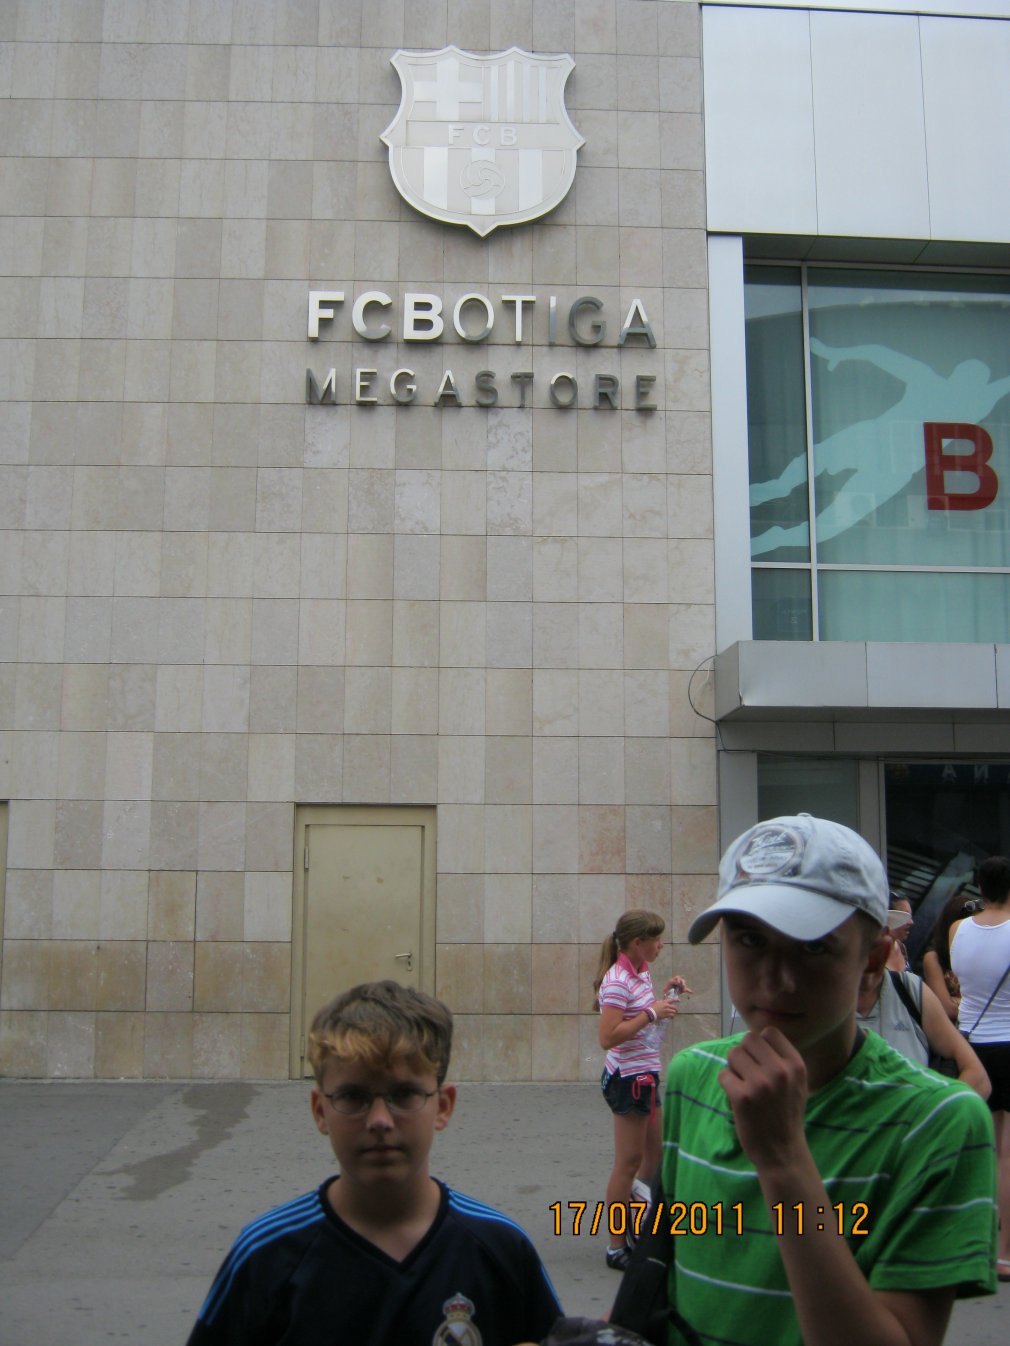 FCB
FCBOTIGA
MEGASTORE
B
17/07/2011 11:12